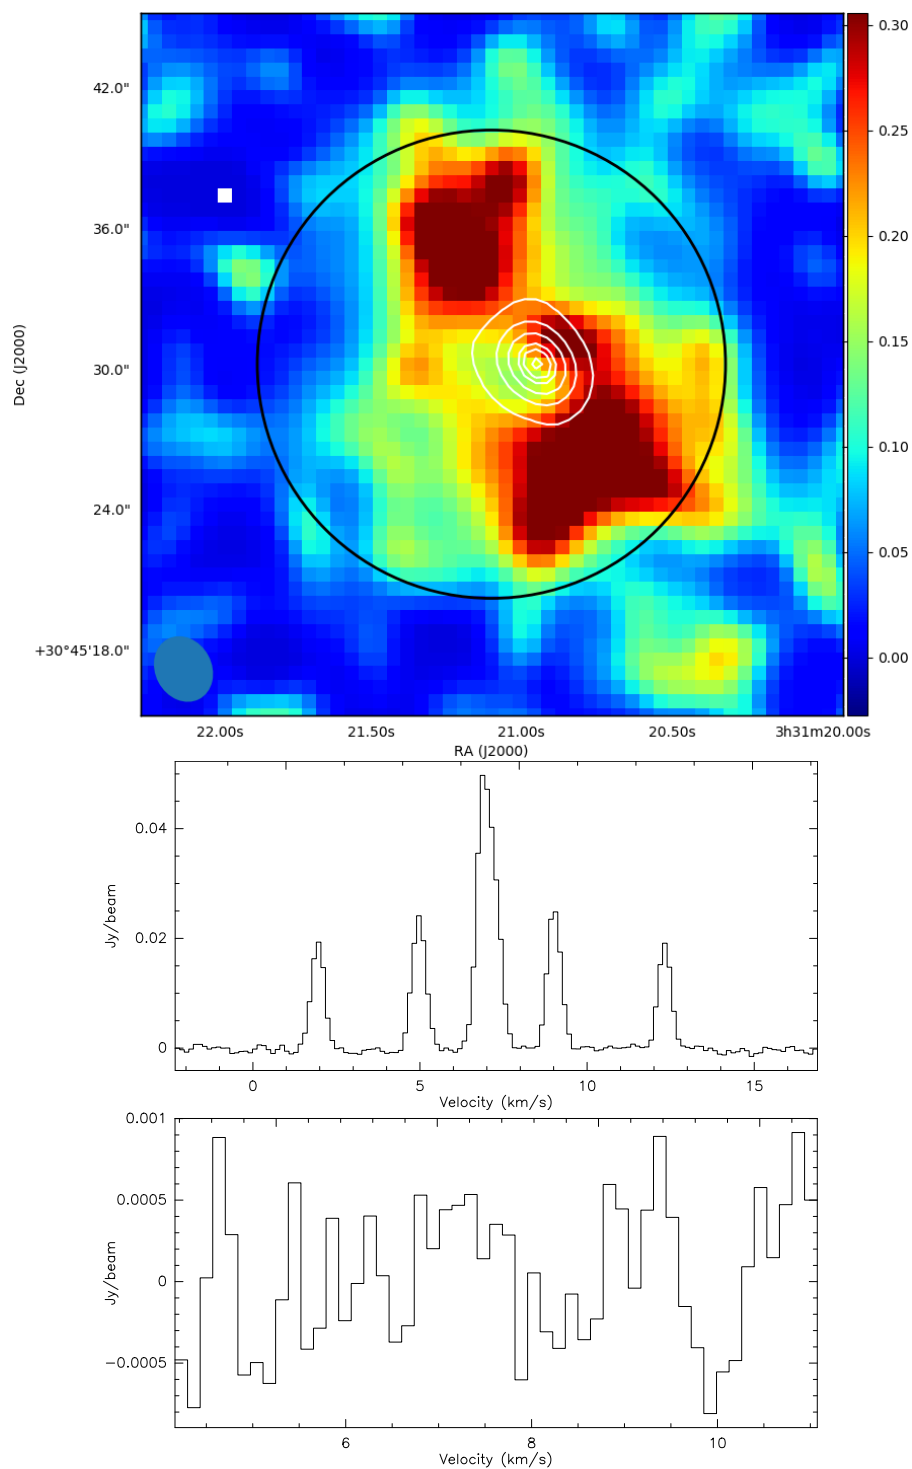 42.0"
36.0"
30.0"
24.0"
+30°45'18.0"
Dec (J2000)
0.30
0.25
0.20
0.15
0.10
0.05
0.00
22.00s 21.50s 21.00s 20.50s 3h31m20.00s
RA (J2000)
0.04
0.02
0
Jy/beam
0 5 10 15
Velocity (km/s)
0.001
0.0005
0
−0.0005
Jy/beam
6 8 10
Velocity (km/s)